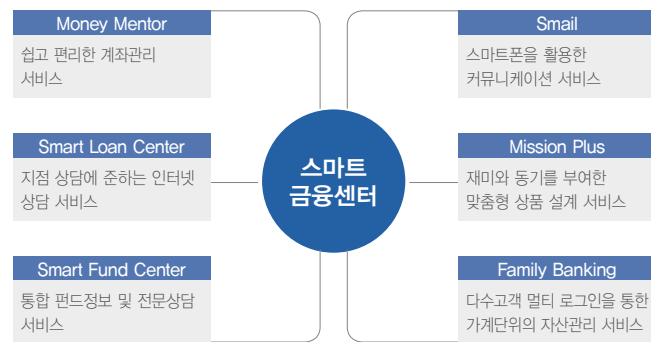 Money Mentor
쉽고 편리한 계좌관리
서비스
Smart Loan Center
지점 상담에 준하는 인터넷
상담 서비스
Smart Fund Center
통합 펀드정보 및 전문상담
서비스
스마트
금융센터
Smail
스마트폰을 활용한
커뮤니케이션 서비스
Mission Plus
재미와 동기를 부여한
맞춤형 상품 설계 서비스
Family Banking
다수고객 멀티 로그인을 통한
가계단위의 자산관리 서비스